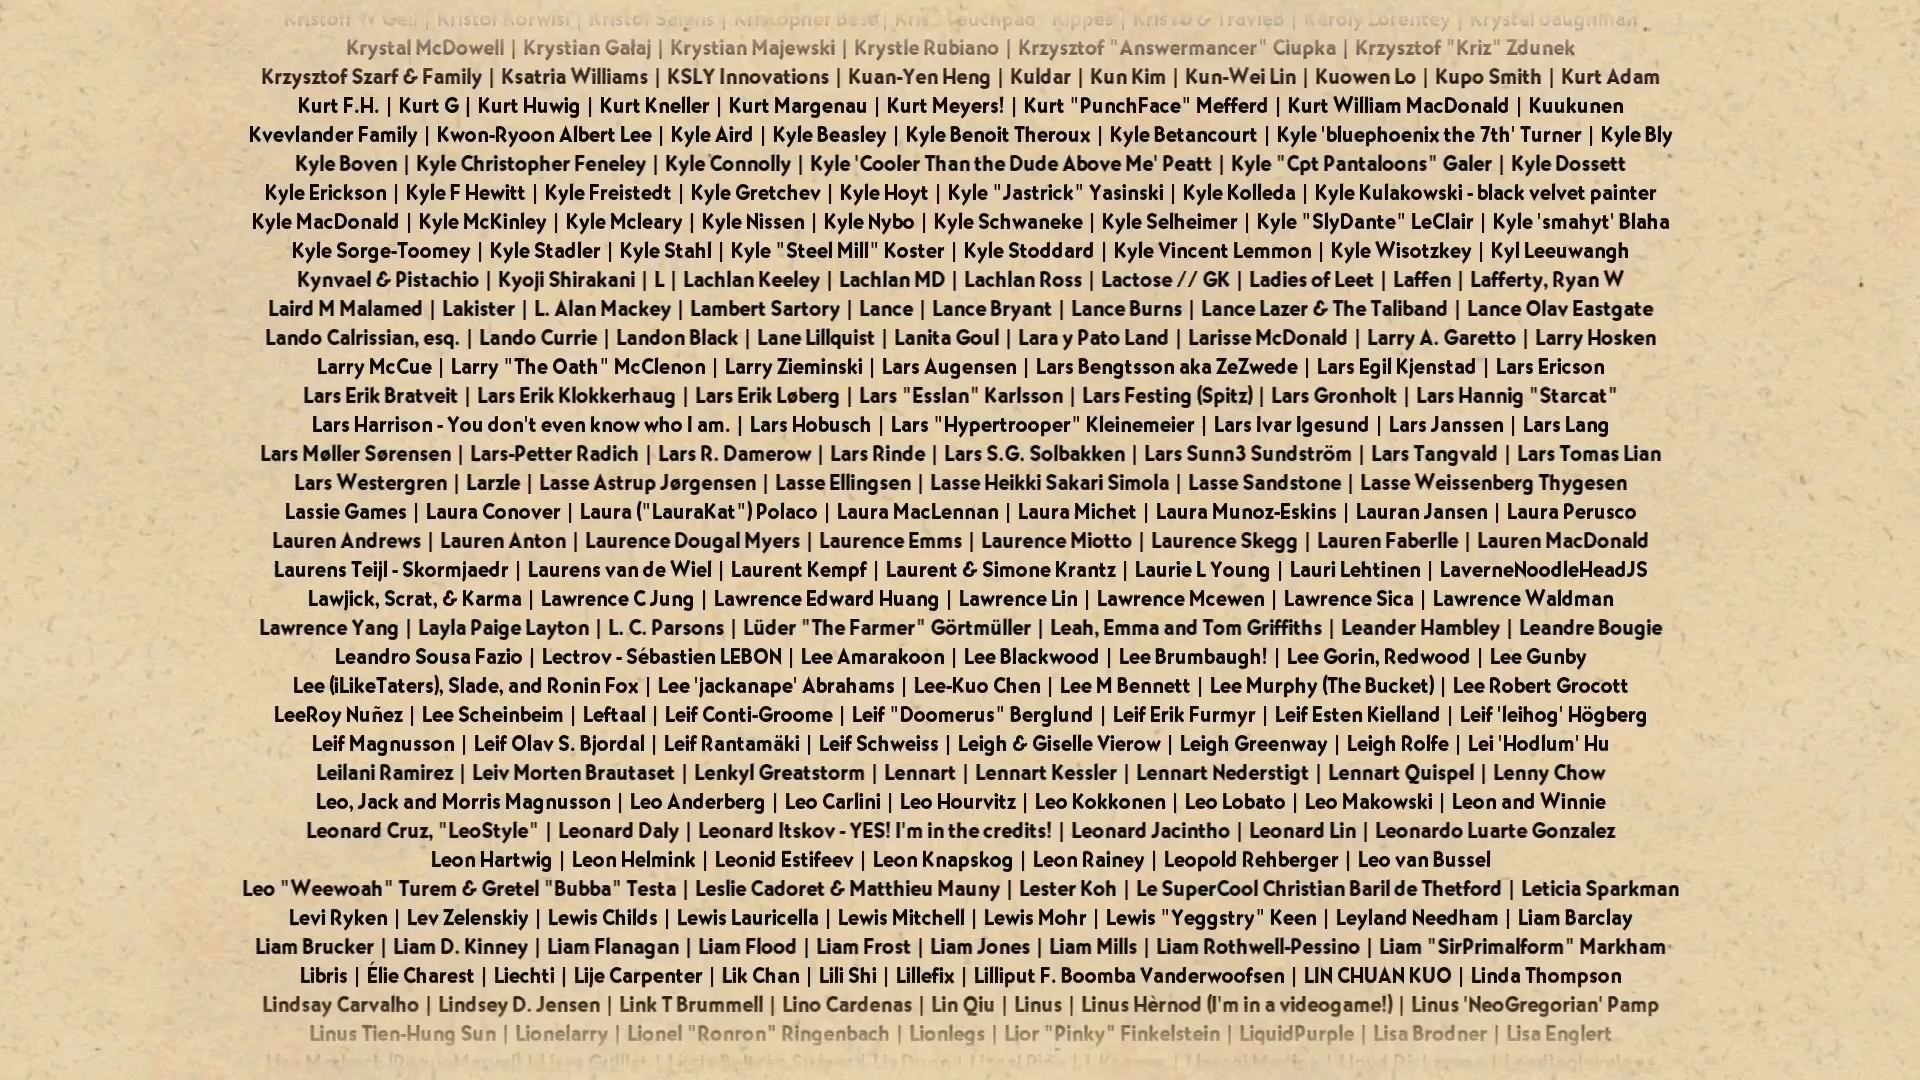 Krystal McDowell | Krystian Gałaj | Krystian Majewski | Krystle Rubiano | Krzysztof "Answermancer" Ciupka | Krzysztof "Kriz" Zdunek
Krzysztof Szarf & Family | Ksatria Williams | KSLY Innovations | Kuan-Yen Heng | Kuldar | Kun Kim | Kun-Wei Lin | Kuowen Lo | Kupo Smith | Kurt Adam
Kurt F.H. | Kurt G | Kurt Huwig | Kurt Kneller | Kurt Margenau | Kurt Meyers! | Kurt "PunchFace" Mefferd | Kurt William MacDonald | Kuukunen
Kvevlander Family | Kwon-Ryoon Albert Lee | Kyle Aird | Kyle Beasley | Kyle Benoit Theroux | Kyle Betancourt | Kyle 'bluephoenix the 7th' Turner | Kyle Bly
Kyle Boven | Kyle Christopher Feneley | Kyle Connolly | Kyle 'Cooler Than the Dude Above Me' Peatt | Kyle "Cpt Pantaloons" Galer | Kyle Dossett
Kyle Erickson | Kyle F Hewitt | Kyle Freistedt | Kyle Gretchev | Kyle Hoyt | Kyle "Jastrick" Yasinski | Kyle Kolleda | Kyle Kulakowski - black velvet painter
Kyle MacDonald | Kyle McKinley | Kyle Mcleary | Kyle Nissen | Kyle Nybo | Kyle Schwaneke | Kyle Selheimer | Kyle "SlyDante" LeClair | Kyle 'smahyt' Blaha
Kyle Sorge-Toomey | Kyle Stadler | Kyle Stahl | Kyle "Steel Mill" Koster | Kyle Stoddard | Kyle Vincent Lemmon | Kyle Wisotzkey | Kyl Leeuwangh
Kynvael & Pistachio | Kyoji Shirakani | L | Lachlan Keeley | Lachlan MD | Lachlan Ross | Lactose // GK | Ladies of Leet | Laffen | Lafferty, Ryan W
Laird M Malamed | Lakister | L. Alan Mackey | Lambert Sartory | Lance | Lance Bryant | Lance Burns | Lance Lazer & The Taliband | Lance Olav Eastgate
Lando Calrissian, esq. | Lando Currie | Landon Black | Lane Lillquist | Lanita Goul | Lara y Pato Land | Larisse McDonald | Larry A. Garetto | Larry Hosken
Larry McCue | Larry "The Oath" McClenon | Larry Zieminski | Lars Augensen | Lars Bengtsson aka ZeZwede | Lars Egil Kjenstad | Lars Ericson
Lars Erik Bratveit | Lars Erik Klokkerhaug | Lars Erik Løberg | Lars "Esslan" Karlsson | Lars Festing (Spitz) | Lars Gronholt | Lars Hannig "Starcat"
Lars Harrison - You don't even know who I am. | Lars Hobusch | Lars "Hypertrooper" Kleinemeier | Lars Ivar Igesund | Lars Janssen | Lars Lang
Lars Møller Sørensen | Lars-Petter Radich | Lars R. Damerow | Lars Rinde | Lars S.G. Solbakken | Lars Sunn3 Sundström | Lars Tangvald | Lars Tomas Lian
Lars Westergren | Larzle | Lasse Astrup Jørgensen | Lasse Ellingsen | Lasse Heikki Sakari Simola | Lasse Sandstone | Lasse Weissenberg Thygesen
Lassie Games | Laura Conover | Laura ("LauraKat") Polaco | Laura MacLennan | Laura Michet | Laura Munoz-Eskins | Lauran Jansen | Laura Perusco
Lauren Andrews | Lauren Anton | Laurence Dougal Myers | Laurence Emms | Laurence Miotto | Laurence Skegg | Lauren Faberlle | Lauren MacDonald
Laurens Teijl - Skormjaedr | Laurens van de Wiel | Laurent Kempf | Laurent & Simone Krantz | Laurie L Young | Lauri Lehtinen | LaverneNoodleHeadJS
Lawjick, Scrat, & Karma | Lawrence C Jung | Lawrence Edward Huang | Lawrence Lin | Lawrence Mcewen | Lawrence Sica | Lawrence Waldman
Lawrence Yang | Layla Paige Layton | L. C. Parsons | Lüder "The Farmer" Görtmüller | Leah, Emma and Tom Griffiths | Leander Hambley | Leandre Bougie
Leandro Sousa Fazio | Lectrov - Sébastien LEBON | Lee Amarakoon | Lee Blackwood | Lee Brumbaugh! | Lee Gorin, Redwood | Lee Gunby
Lee (iLikeTaters), Slade, and Ronin Fox | Lee 'jackanape' Abrahams | Lee-Kuo Chen | Lee M Bennett | Lee Murphy (The Bucket) | Lee Robert Grocott
LeeRoy Nuñez | Lee Scheinbeim | Leftaal | Leif Conti-Groome | Leif "Doomerus" Berglund | Leif Erik Furmyr | Leif Esten Kielland | Leif 'leihog' Högberg
Leif Magnusson | Leif Olav S. Bjordal | Leif Rantamäki | Leif Schweiss | Leigh & Giselle Vierow | Leigh Greenway | Leigh Rolfe | Lei 'Hodlum' Hu
Leilani Ramirez | Leiv Morten Brautaset | Lenkyl Greatstorm | Lennart | Lennart Kessler | Lennart Nederstigt | Lennart Quispel | Lenny Chow
Leo, Jack and Morris Magnusson | Leo Anderberg | Leo Carlini | Leo Hourvitz | Leo Kokkonen | Leo Lobato | Leo Makowski | Leon and Winnie
Leonard Cruz, "LeoStyle" | Leonard Daly | Leonard Itskov - YES! I'm in the credits! | Leonard Jacintho | Leonard Lin | Leonardo Luarte Gonzalez
Leon Hartwig | Leon Helmink | Leonid Estifeev | Leon Knapskog | Leon Rainey | Leopold Rehberger | Leo van Bussel
Leo "Weewoah" Turem & Gretel "Bubba" Testa | Leslie Cadoret & Matthieu Mauny | Lester Koh | Le SuperCool Christian Baril de Thetford | Leticia Sparkman
Levi Ryken | Lev Zelenskiy | Lewis Childs | Lewis Lauricella | Lewis Mitchell | Lewis Mohr | Lewis "Yeggstry" Keen | Leyland Needham | Liam Barclay
Liam Brucker | Liam D. Kinney | Liam Flanagan | Liam Flood | Liam Frost | Liam Jones | Liam Mills | Liam Rothwell-Pessino | Liam "SirPrimalform" Markham
Libris | Élie Charest | Liechti | Lije Carpenter | Lik Chan | Lili Shi | Lillefix | Lilliput F. Boomba Vanderwoofsen | LIN CHUAN KUO | Linda Thompson
Lindsay Carvalho | Lindsey D. Jensen | Link T Brummell | Lino Cardenas | Lin Qiu | Linus | Linus Hèrnod (I'm in a videogame!) | Linus 'NeoGregorian' Pamp
Linus Tien-Hung Sun | Lionelarry | Lionel "Ronron" Ringenbach | Lionlegs | Lior "Pinky" Finkelstein | LiquidPurple | Lisa Brodner | Lisa Englert